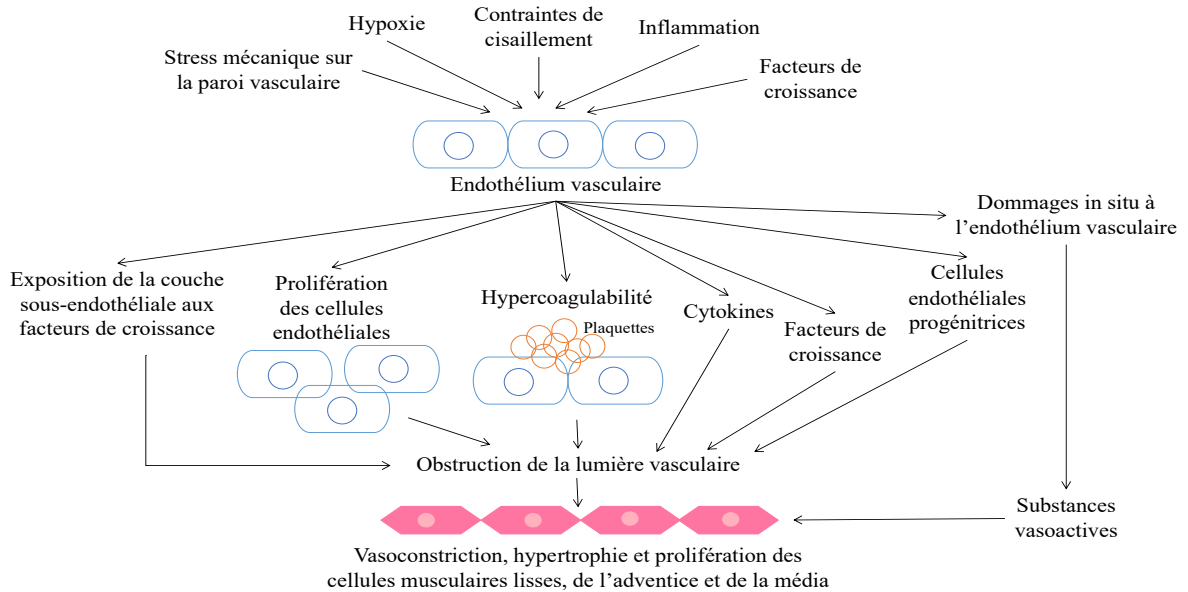 Hypoxie
Contraintes de
cisaillement
Inflammation
Stress mécanique sur
la paroi vasculaire
Facteurs de
croissance
Endothélium vasculaire
Dommages in situ à
l’endothélium vasculaire
Exposition de la couche
sous-endothéliale aux
facteurs de croissance
Prolifération
des cellules
endothéliales
Hypercoagulabilité
Plaquettes
Cytokines
Facteurs de
croissance
Cellules
endothéliales
progénitrices
Obstruction de la lumière vasculaire
Substances
vasoactives
Vasoconstriction, hypertrophie et prolifération des
cellules musculaires lisses, de l’adventice et de la média